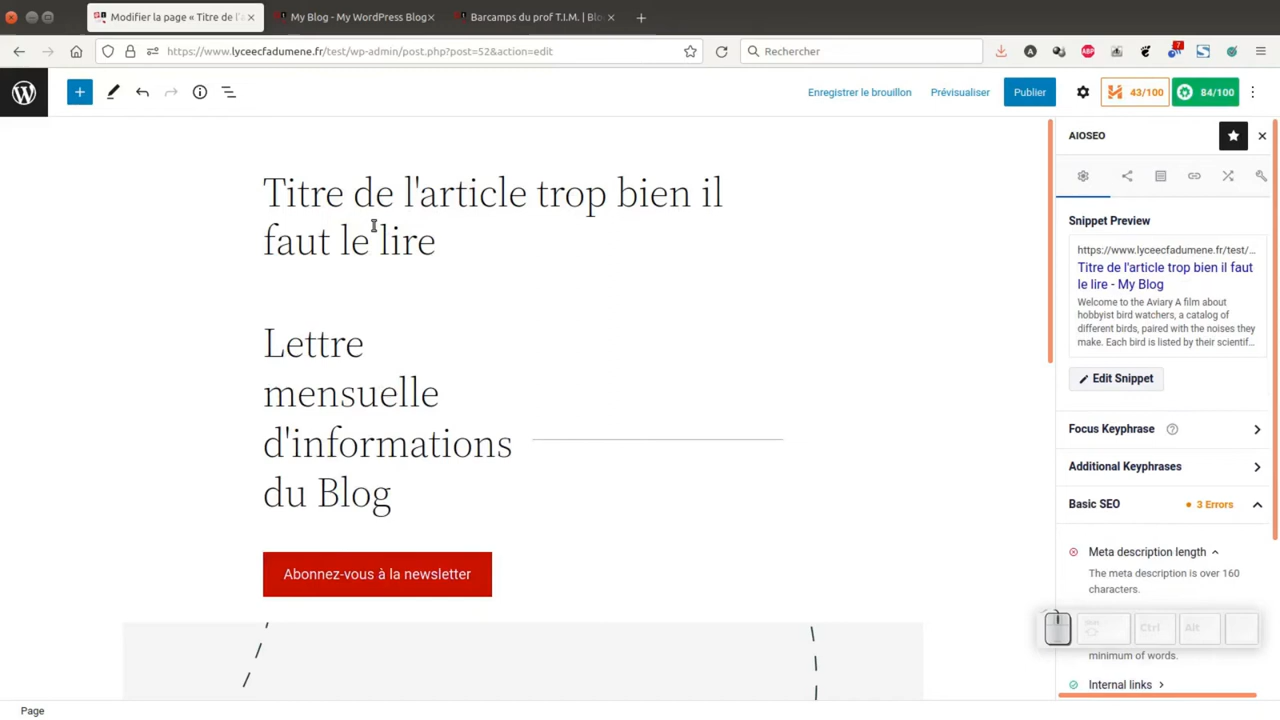 Modifier la page « Titre de l'a
My Blog - My WordPress Blog
Barcamps du prof T.I.M. | Blo
https://www.lyceecfadumene.fr/test/wp-admin/post.php?post=52&action=edit
Rechercher
7
Enregistrer le brouillon
Prévisualiser
Publier
43/100
84/100
Titre de l'article trop bien il
faut le lire
Lettre
mensuelle
d'informations
du Blog
Abonnez-vous à la newsletter
AIOSEO
Snippet Preview
https://www.lyceecfadumene.fr/test/...
Titre de l'article trop bien il faut
le lire - My Blog
Welcome to the Aviary A film about
hobbyist bird watchers, a catalog of
different birds, paired with the noises they
make. Each bird is listed by their scientif...
Edit Snippet
Focus Keyphrase
Additional Keyphrases
Basic SEO
3 Errors
Meta description length
The meta description is over 160
characters.
Ctrl
Alt
minimum of words.
Internal links
Page